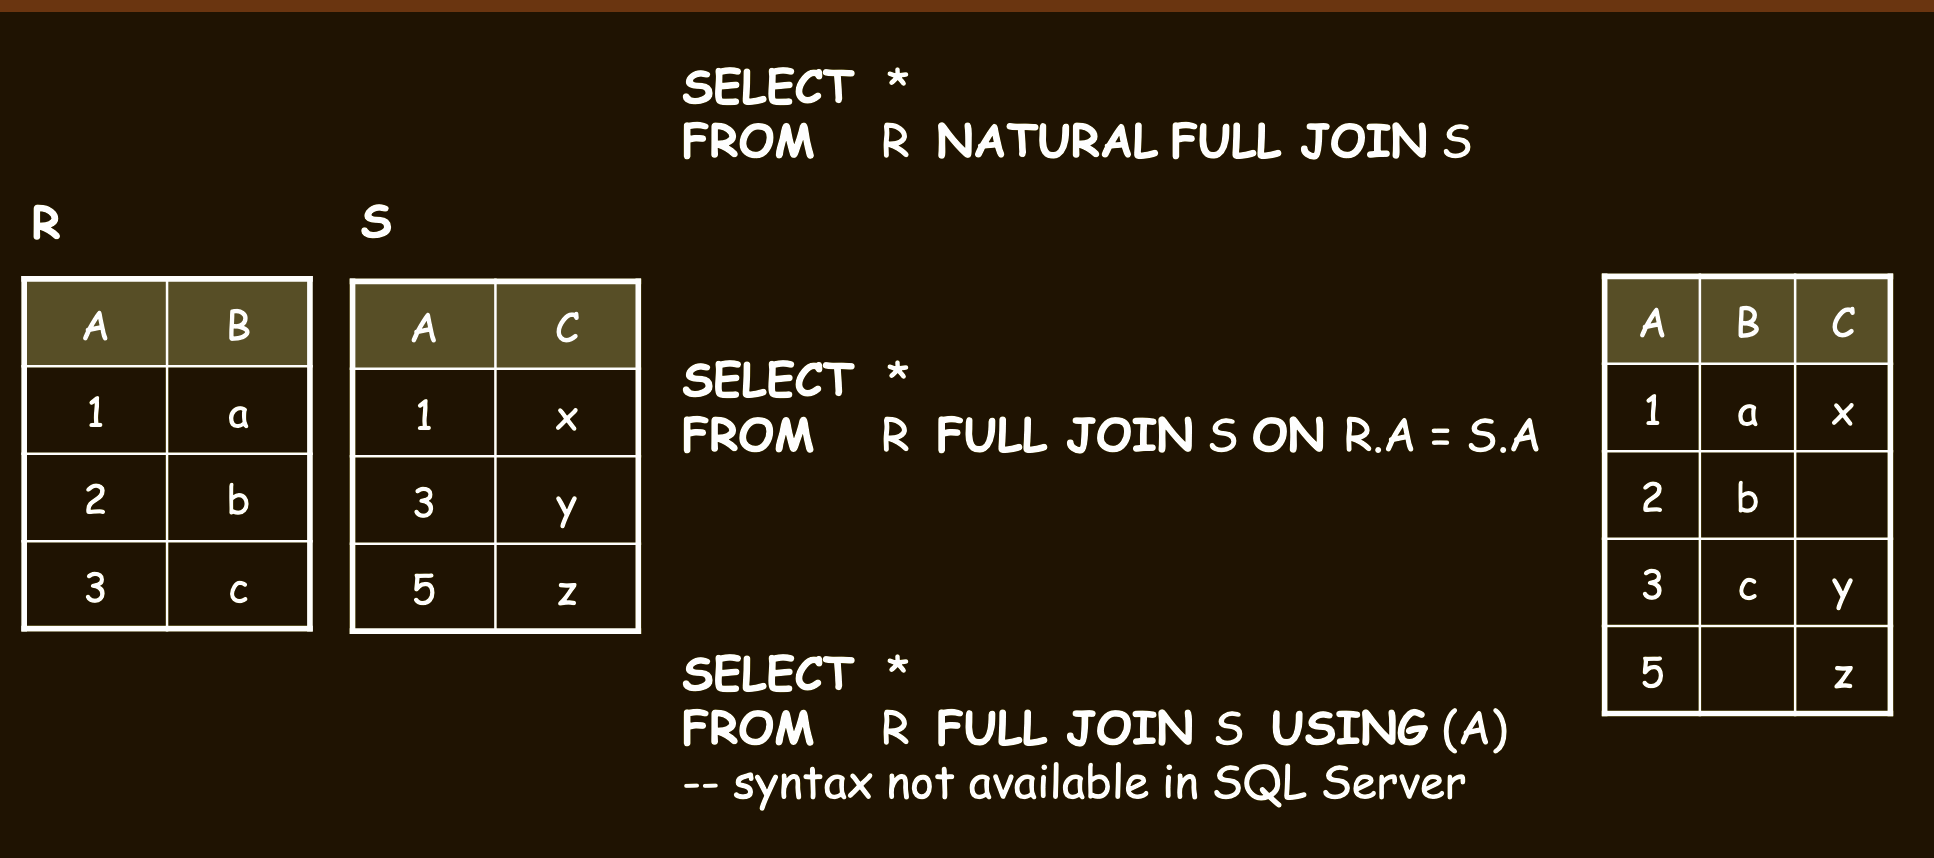 SELECT *
FROM R NATURAL FULL JOIN S
R
A B
1 a
2 b
3 c
S
A C
1 x
3 y
5 z
SELECT *
FROM R FULL JOIN S ON R.A = S.A
SELECT *
FROM R FULL JOIN S USING (A)
-- syntax not available in SQL Server
A B C
1 a x
2 b
3 c y
5 z